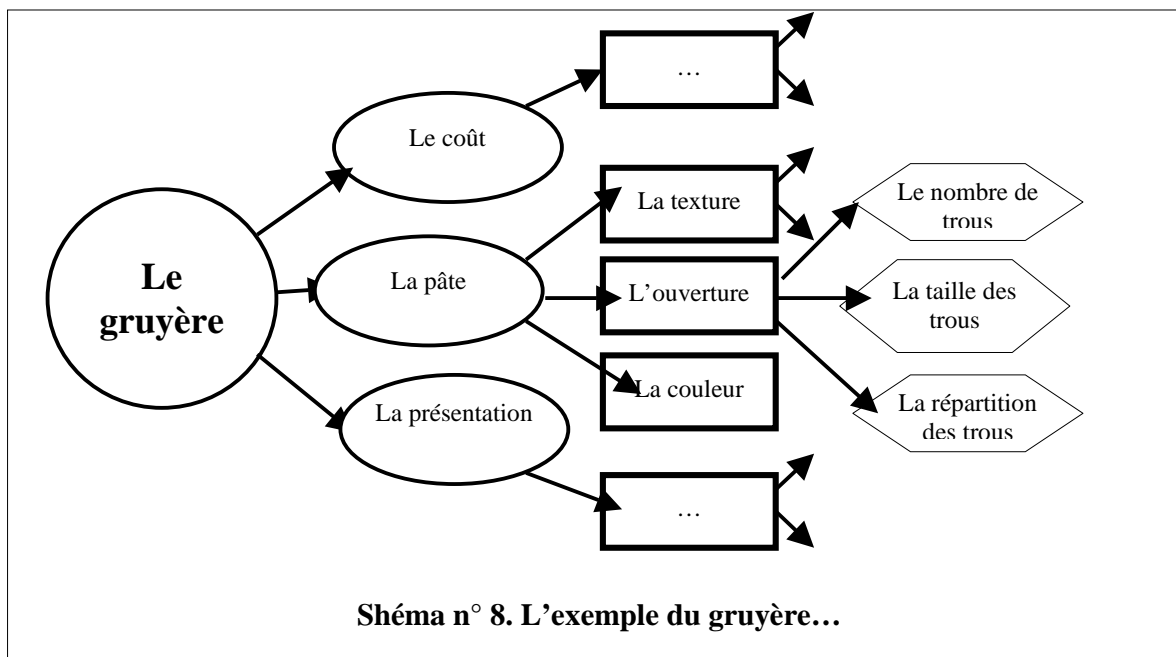 …
Le coût
La texture
Le nombre de
trous
Le
gruyère
La pâte
L’ouverture
La taille des
trous
La couleur
La présentation
La répartition
des trous
…
Shéma n° 8. L’exemple du gruyère…